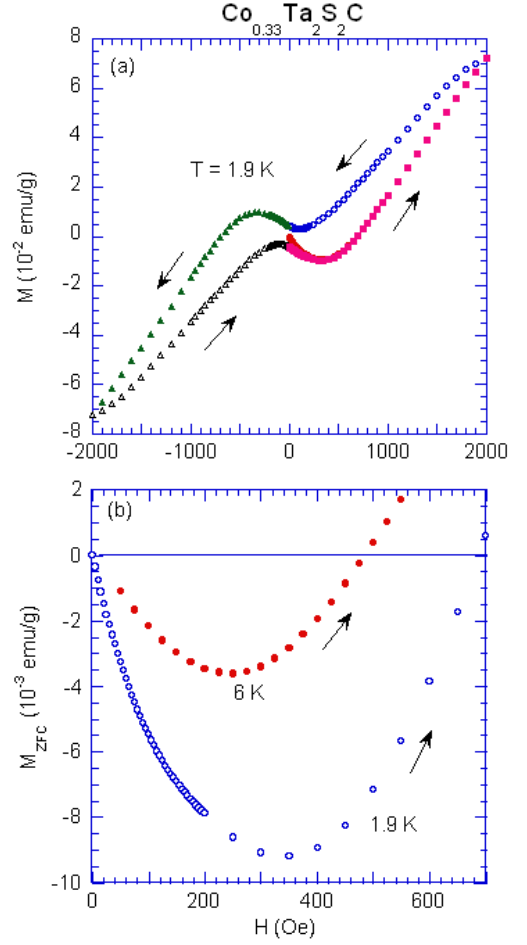 Co0.33Ta2S2C
(a)
T = 1.9 K
M (10-2 emu/g)
8
6
4
2
0
-2
-4
-6
-8
-2000 -1000 0 1000 2000
(b)
6 K
1.9 K
MZFC (10-3 emu/g)
2
0
-2
-4
-6
-8
-10
0 200 400 600
H (Oe)